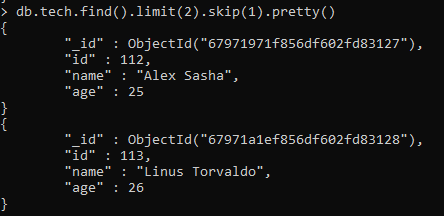 > db.tech.find().limit(2).skip(1).pretty()
{
"_id" : ObjectId("67971971f856df602fd83127"),
"id" : 112,
"name" : "Alex Sasha",
"age" : 25
}
{
"_id" : ObjectId("67971a1ef856df602fd83128"),
"id" : 113,
"name" : "Linus Torvaldo",
"age" : 26
}